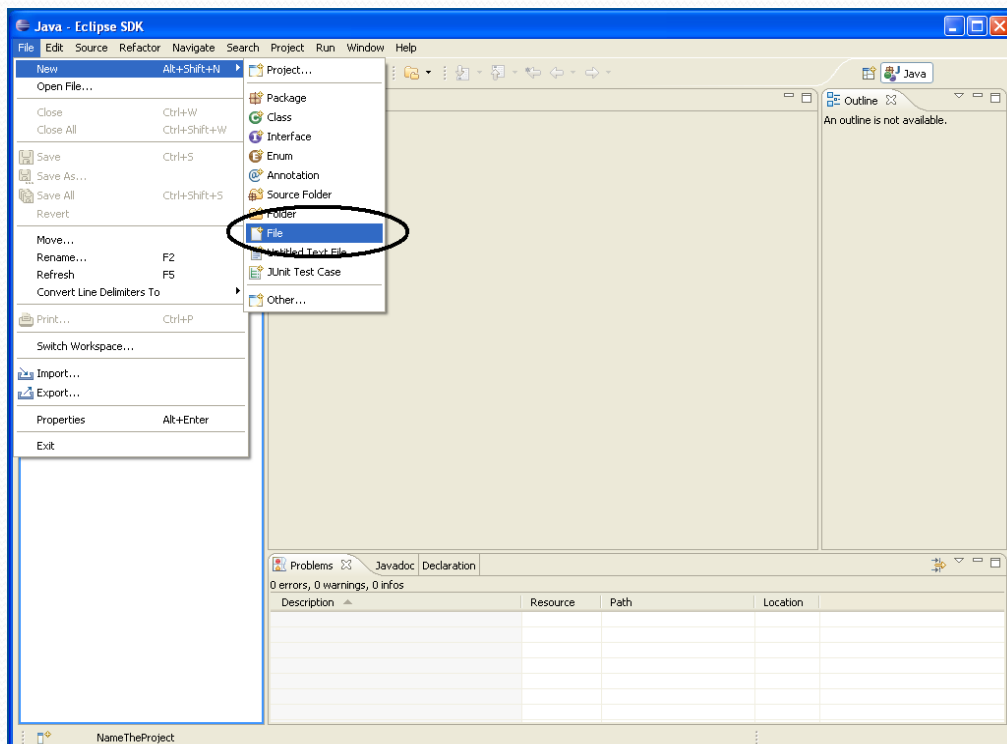 Java - Eclipse SDK
File Edit Source Refactor Navigate Search Project Run Window Help
New Alt+Shift+N
Open File...
Close Ctrl+W
Close All Ctrl+Shift+W
Save Ctrl+S
Save As...
Save All Ctrl+Shift+S
Revert
Move...
Rename... F2
Refresh F5
Convert Line Delimiters To
Print... Ctrl+P
Switch Workspace...
Import...
Export...
Properties Alt+Enter
Exit
Project...
Package
Class
Interface
Enum
Annotation
Source Folder
Folder
File
Untitled Text File
JUnit Test Case
Other...
Java
Outline
An outline is not available.
Problems Javadoc Declaration
0 errors, 0 warnings, 0 infos
Description Resource Path Location
NameTheProject